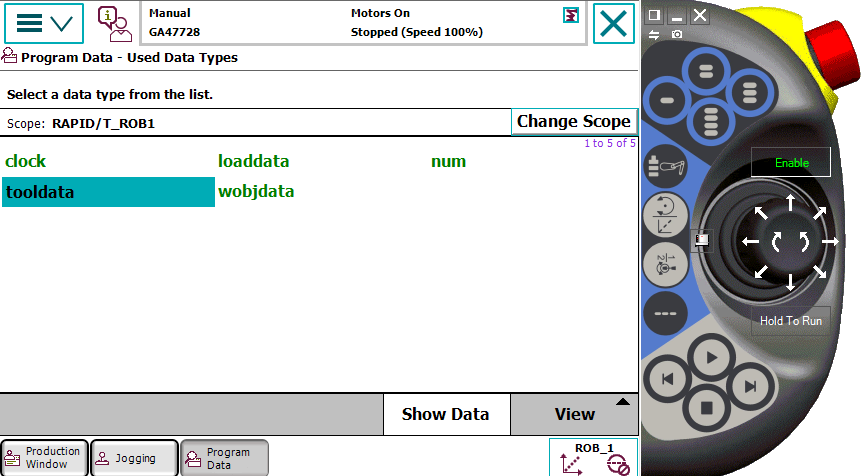 Manual Motors On
GA47728 Stopped (Speed 100%)
Program Data - Used Data Types
Select a data type from the list.
Scope: RAPID/T_ROB1 Change Scope
1 to 5 of 5
clock loaddata num
tooldata wobjdata
Enable
1/2
Hold To Run
Show Data View
Production Window
Jogging
Program Data
ROB_1